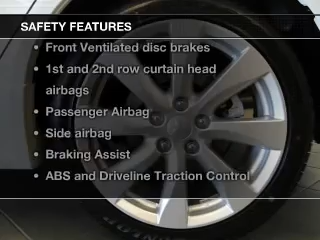 SAFETY FEATURES
• Front Ventilated disc brakes
• 1st and 2nd row curtain head
airbags
• Passenger Airbag
• Side airbag
• Braking Assist
• ABS and Driveline Traction Control